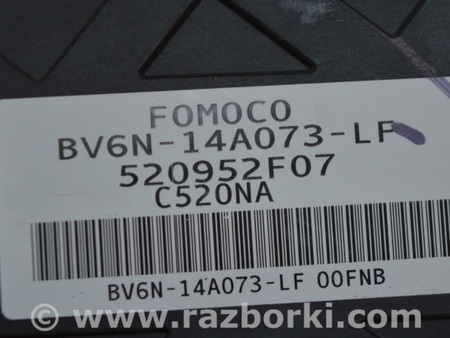 FOMOCO
BV6N-14A073-LF
520952F07
C520NA
BV6N-14A073-LF 00FNB
© www.razborki.com